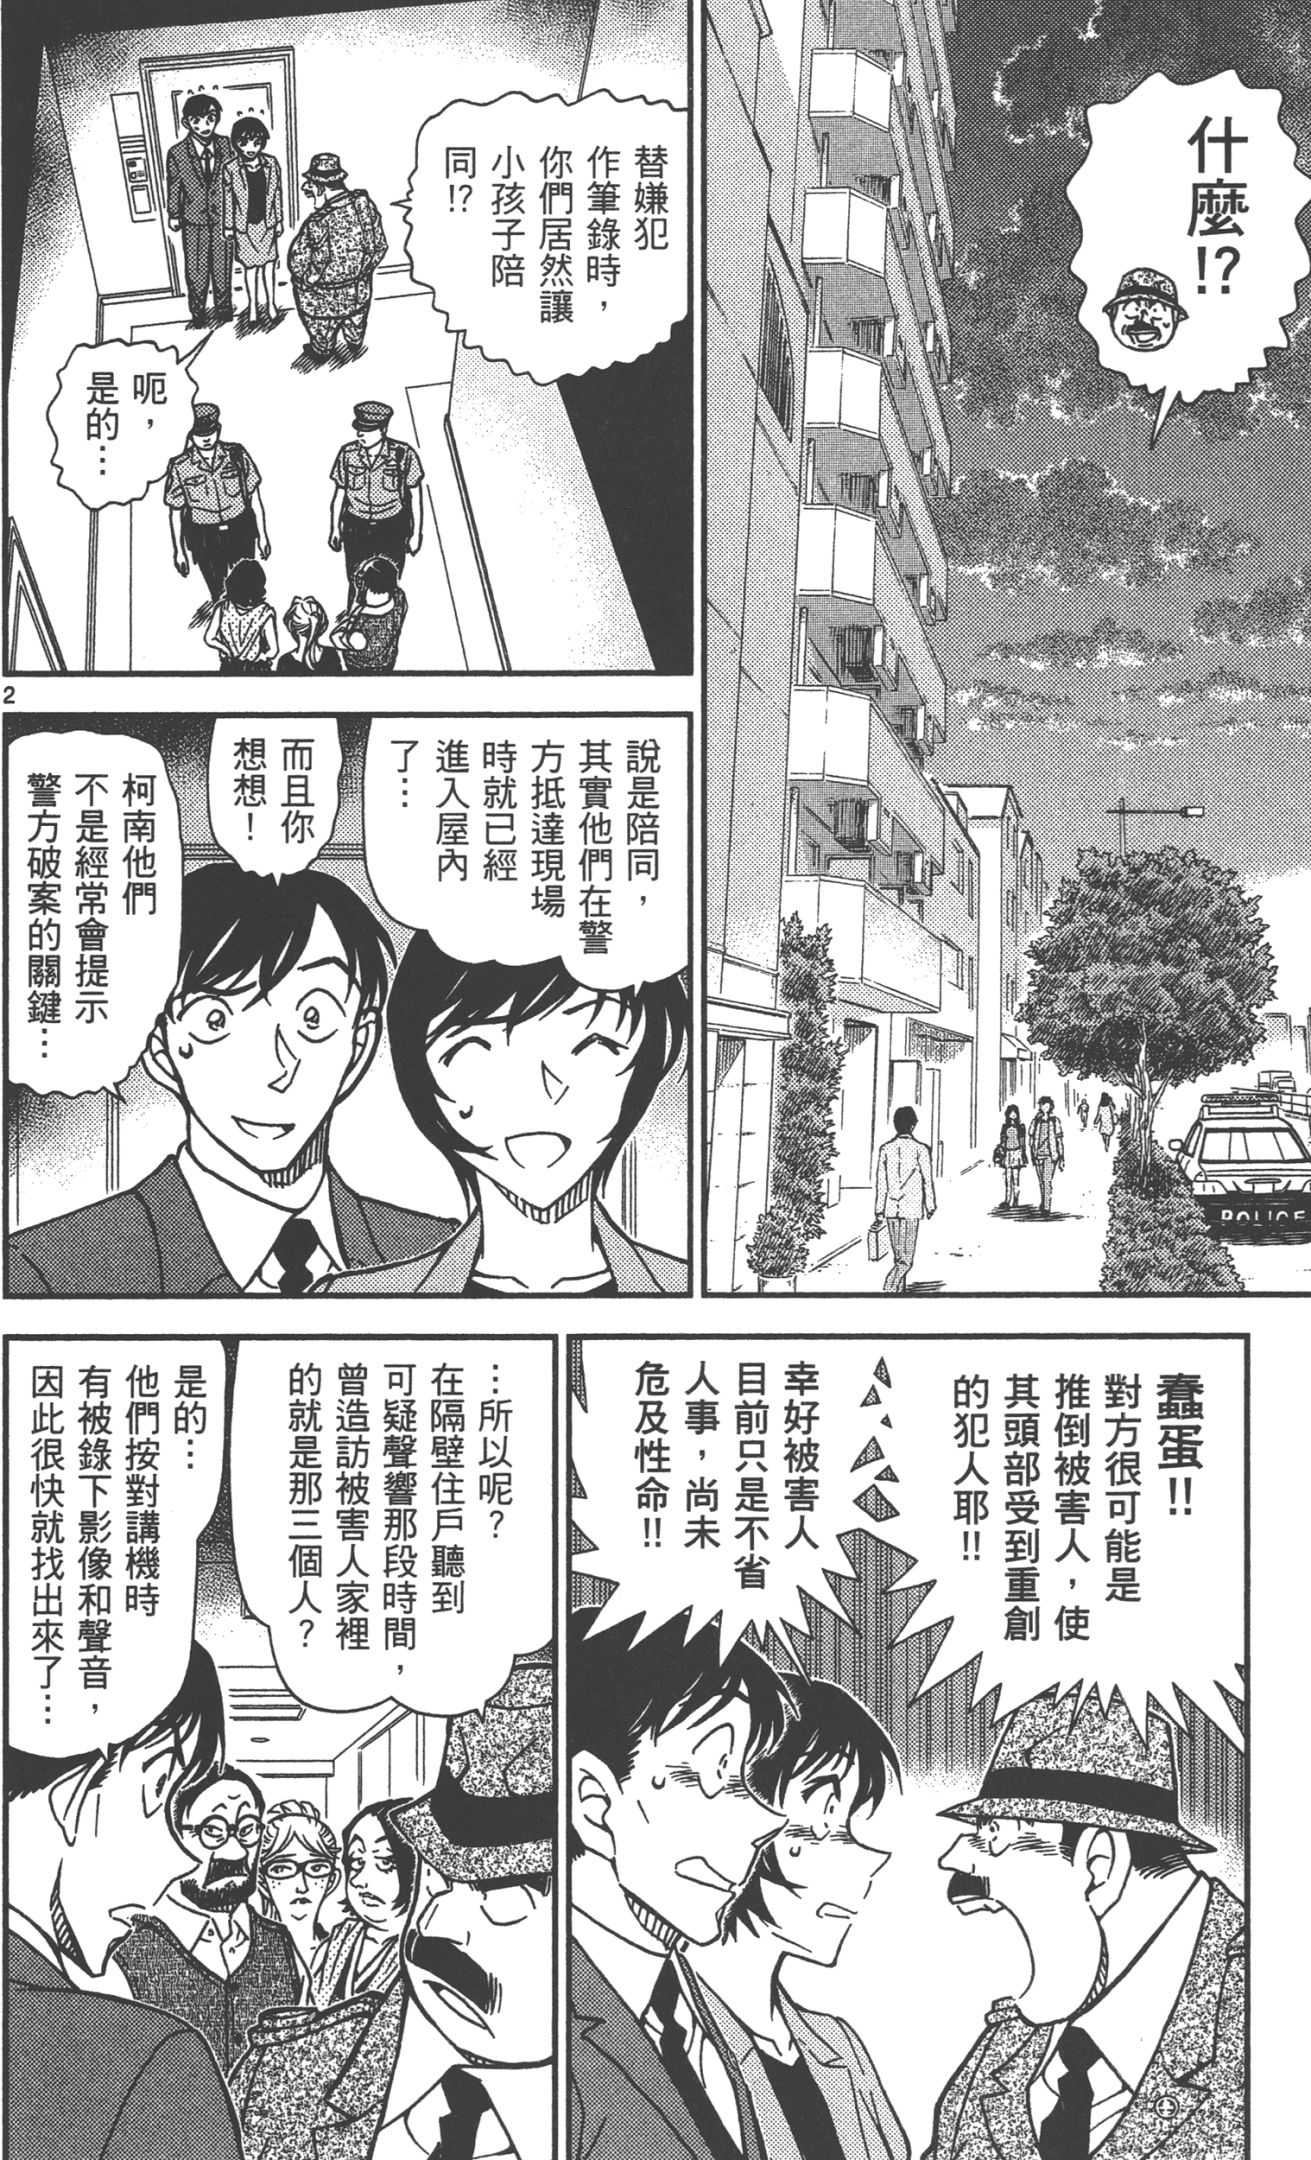 什麼!?
替嫌犯
作筆錄時，
你們居然讓
小孩子陪
同!?
呃，
是的…
說是陪同，
其實他們在警
方抵達現場
時就已經
進入屋內
了…
而且你
想想！
柯南他們
不是經常會提示
警方破案的關鍵…
POLICE
2
蠢蛋!!
對方很可能是
推倒被害人，使
其頭部受到重創
的犯人耶!!
幸好被害人
目前只是不省
人事，尚未
危及性命!!
…所以呢？
在隔壁住戶聽到
可疑聲響那段時間，
曾造訪被害人家裡
的就是那三個人？
是的…
他們按對講機時
有被錄下影像和聲音，
因此很快就找出來了…